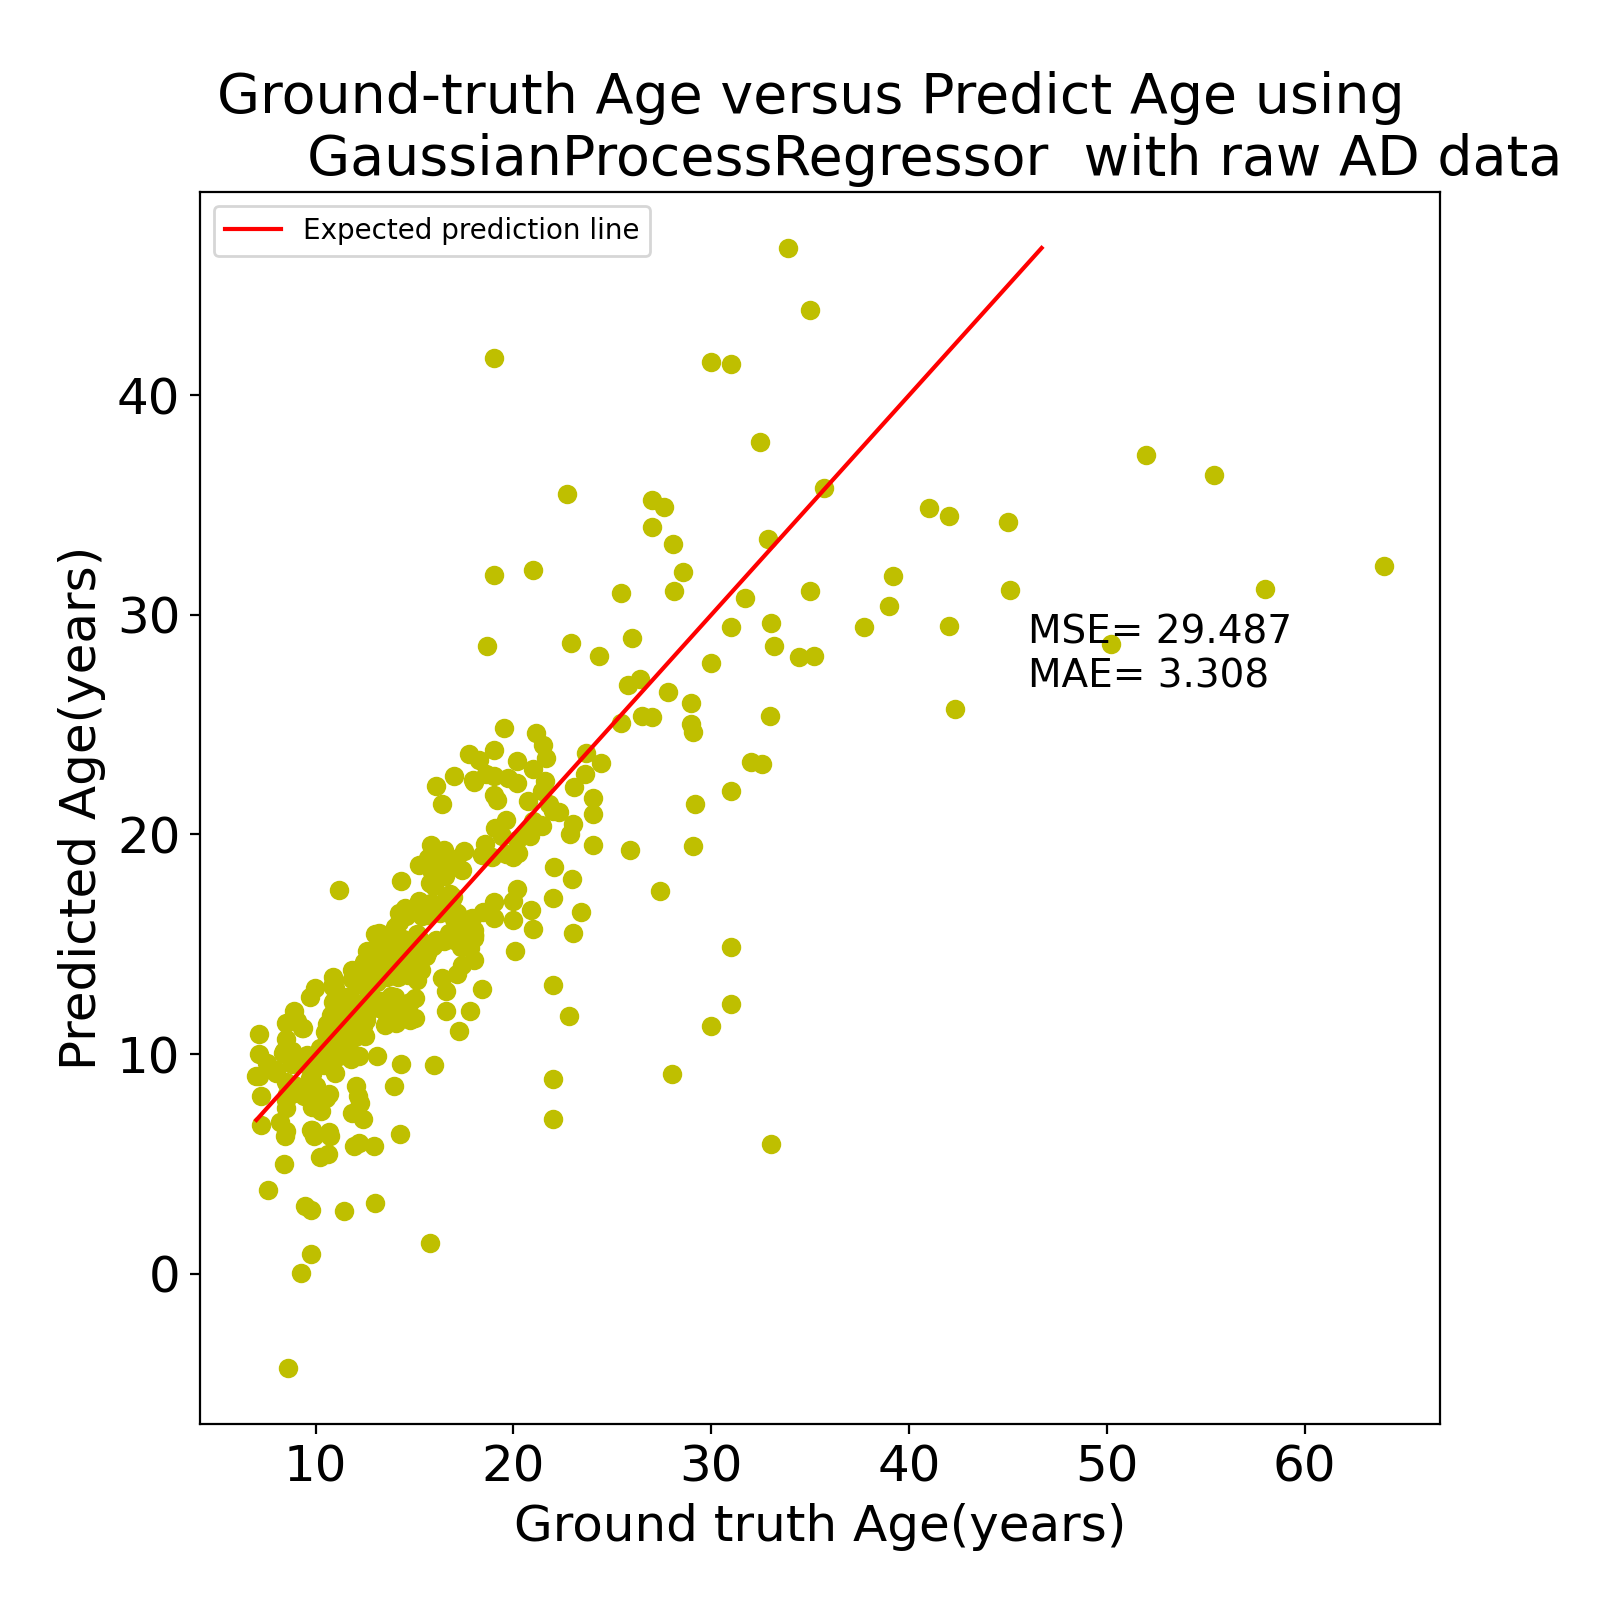 Ground-truth Age versus Predict Age using
GaussianProcessRegressor  with raw AD data
Expected prediction line
40
30
20
10
0
Predicted Age(years)
MSE= 29.487
MAE= 3.308
10 20 30 40 50 60
Ground truth Age(years)